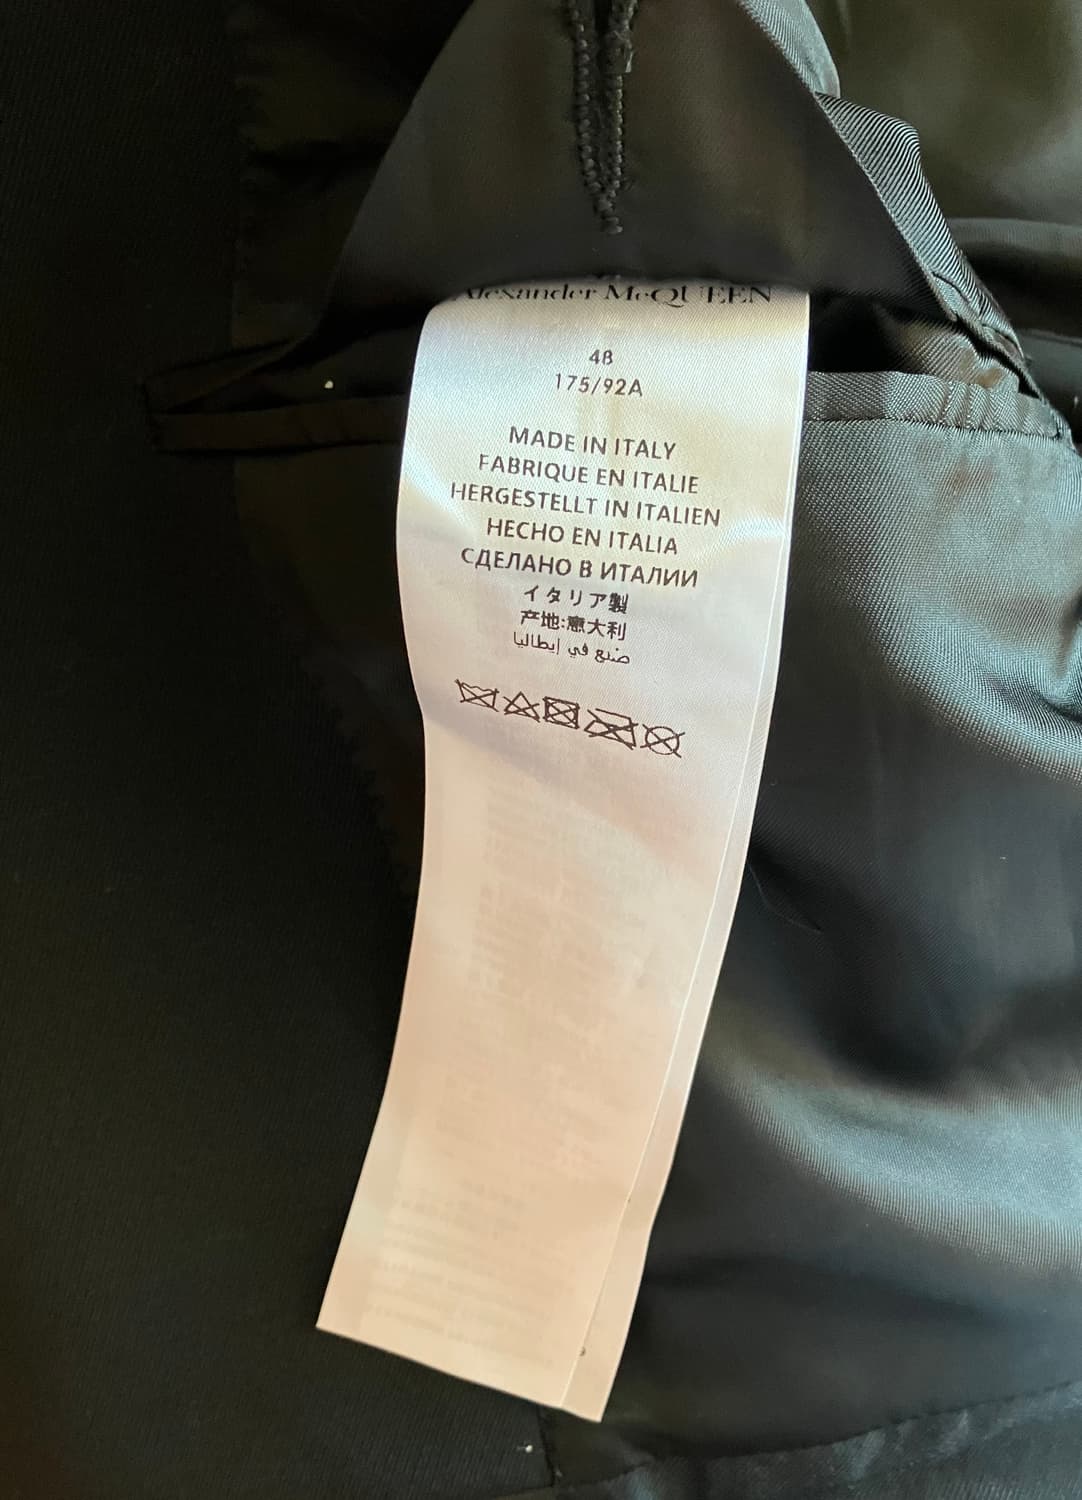 Alexander McQUEEN
48
175/92A
MADE IN ITALY
FABRIQUE EN ITALIE
HERGESTELLT IN ITALIEN
HECHO EN ITALIA
СДЕЛАНО В ИТАЛИИ
イタリア製
产地:意大利
صنع في إيطاليا